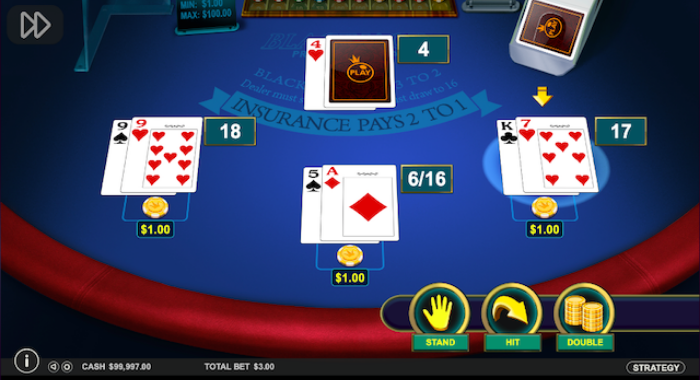 MIN: $1.00
MAX: $100.00
4
PLAY
4
BLACK 3 TO 2
Dealer must draw to 16
INSURANCE PAYS 2 TO 1
9 9
18
K 7
17
5 A
6/16
$1.00
$1.00
$1.00
STAND HIT DOUBLE
i
CASH $99,997.00 TOTAL BET $3.00 STRATEGY